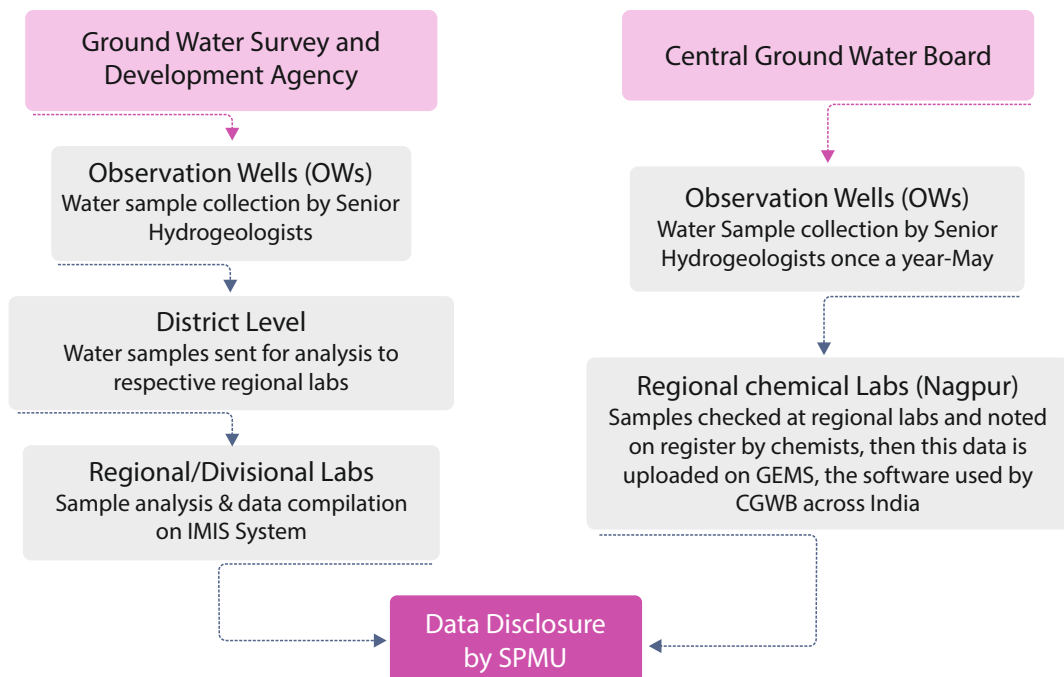 Ground Water Survey and
Development Agency
Observation Wells (OWs)
Water sample collection by Senior
Hydrogeologists
District Level
Water samples sent for analysis to
respective regional labs
Regional/Divisional Labs
Sample analysis & data compilation
on IMIS System
Central Ground Water Board
Observation Wells (OWs)
Water Sample collection by Senior
Hydrogeologists once a year-May
Regional chemical Labs (Nagpur)
Samples checked at regional labs and noted
on register by chemists, then this data is
uploaded on GEMS, the software used by
CGWB across India
Data Disclosure
by SPMU